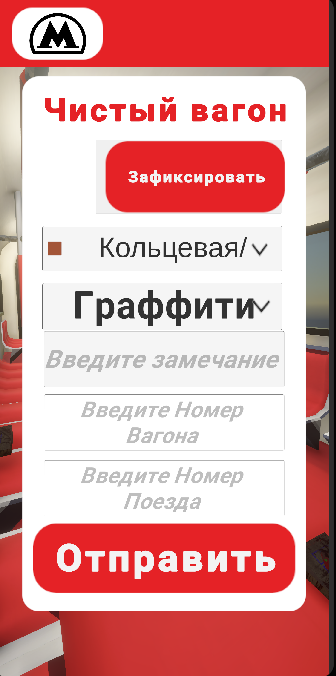 Чистый вагон
Зафиксировать
Кольцевая/
Граффити
Введите замечание
Введите Номер
Вагона
Введите Номер
Поезда
Отправить